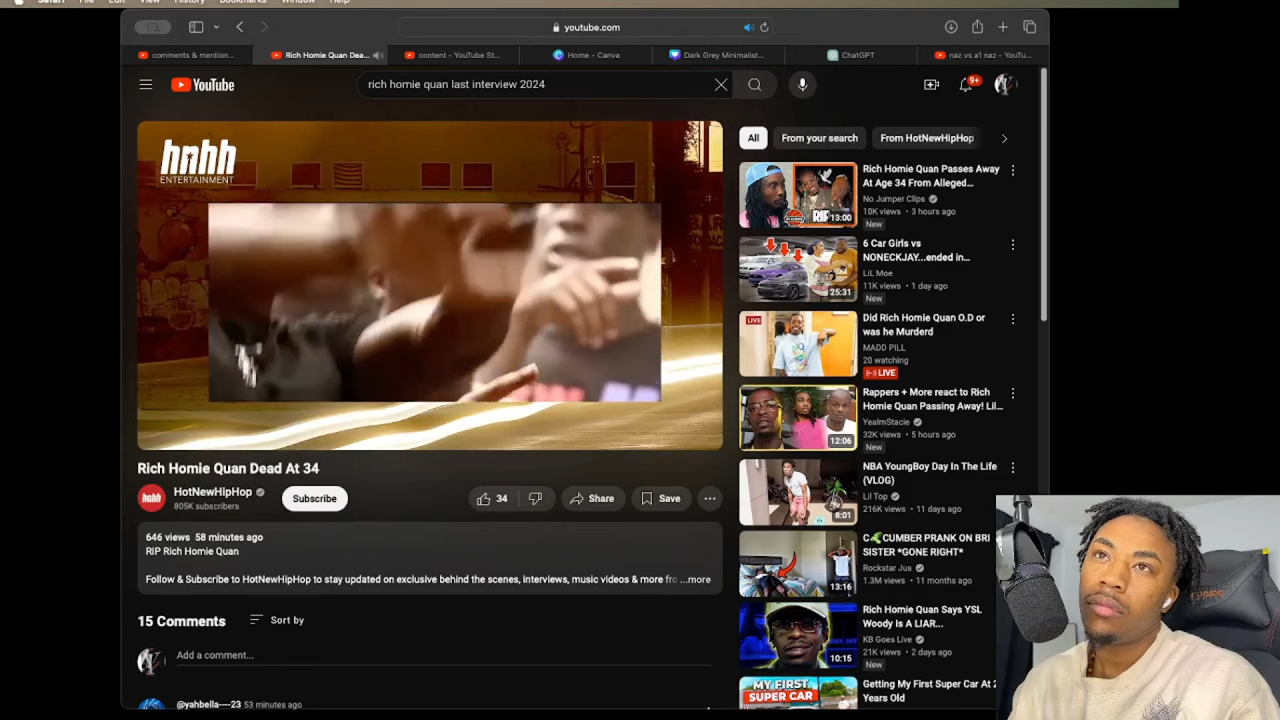 Safari File Edit View History Bookmarks Window Help
youtube.com
comments & mention...
Rich Homie Quan Dea...
content - YouTube St...
Home – Canva
Dark Grey Minimalist...
ChatGPT
naz vs a1 naz - YouTu...
YouTube
rich homie quan last interview 2024
9+
hnhh
ENTERTAINMENT
Rich Homie Quan Dead At 34
HotNewHipHop
805K subscribers
Subscribe
34
Share
Save
646 views 58 minutes ago
RIP Rich Homie Quan
Follow & Subscribe to HotNewHipHop to stay updated on exclusive behind the scenes, interviews, music videos & more fr ...more
15 Comments
Sort by
Add a comment...
@yahbella----23 53 minutes ago
All
From your search
From HotNewHipHop
Rich Homie Quan Passes Away
At Age 34 From Alleged...
No Jumper Clips
10K views • 3 hours ago
New
RIP
13:00
6 Car Girls vs
NONECKJAY...ended in...
LiL Moe
11K views • 1 day ago
New
25:31
Did Rich Homie Quan O.D or
was he Murderd
MADD PILL
20 watching
LIVE
LIVE
Rappers + More react to Rich
Homie Quan Passing Away! Lil...
YealmStacie
32K views • 5 hours ago
New
12:06
NBA YoungBoy Day In The Life
(VLOG)
Lil Top
216K views • 11 days ago
8:01
CUMBER PRANK ON BRI
SISTER *GONE RIGHT*
Rockstar Jus
1.3M views • 11 months ago
13:16
Rich Homie Quan Says YSL
Woody Is A LIAR...
KB Goes Live
21K views • 2 days ago
New
10:15
Getting My First Super Car At 2
Years Old
MY FIRST
SUPER CAR